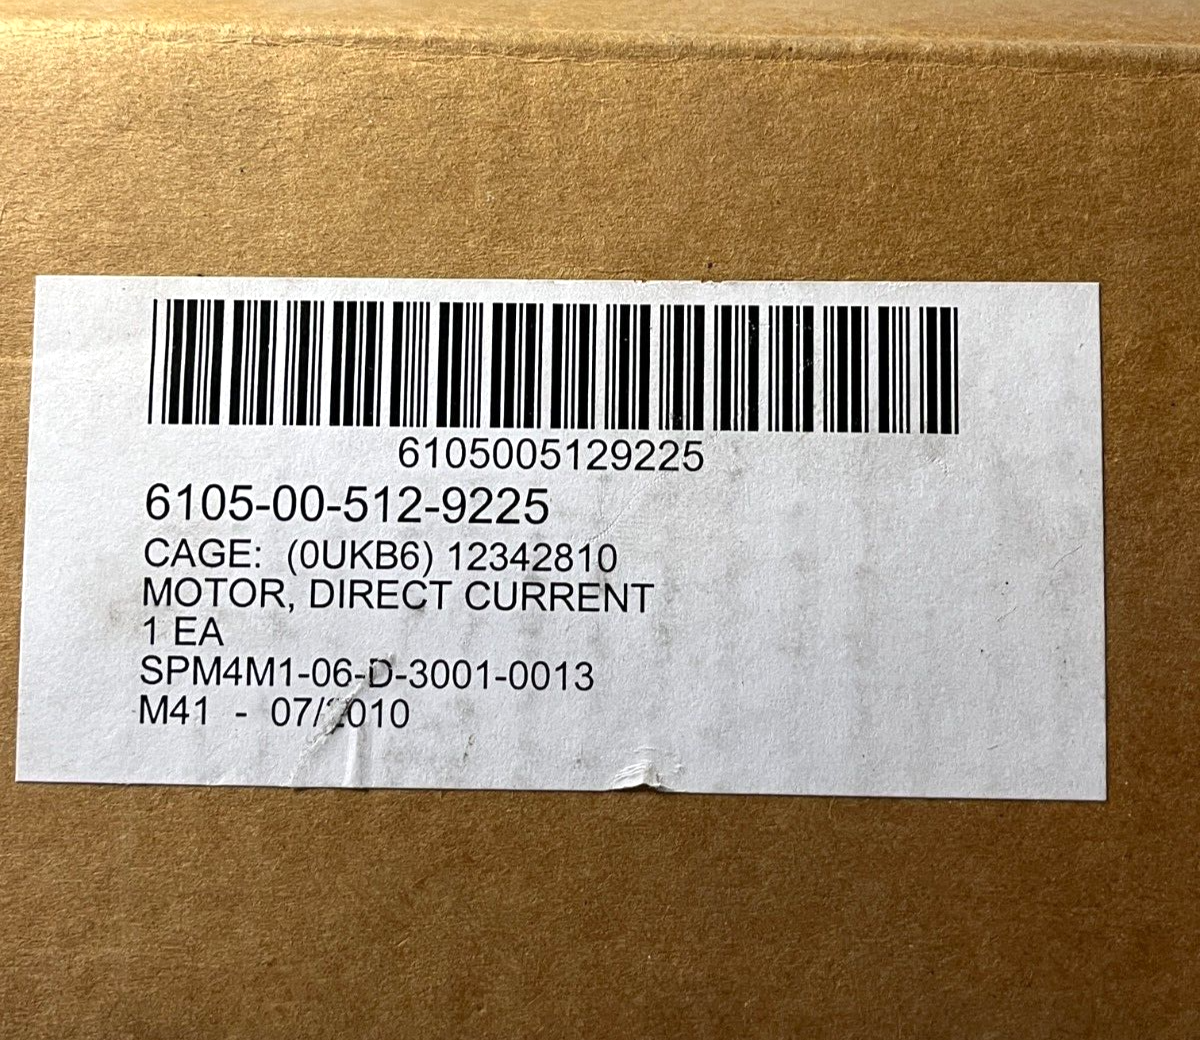 6105005129225
6105-00-512-9225
CAGE: (0UKB6) 12342810
MOTOR, DIRECT CURRENT
1 EA
SPM4M1-06-D-3001-0013
M41 - 07/2010